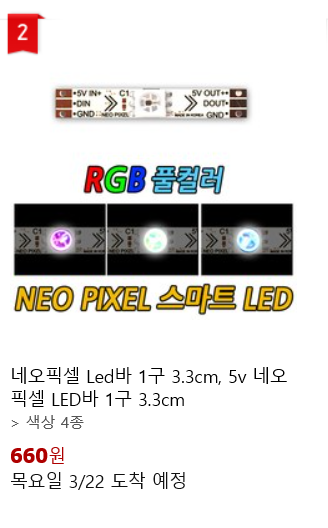 2
5V IN+ C1 5V OUT+
DIN DOUT
GND GND
NEO PIXEL MADE IN KOREA
RGB 풀컬러
C1 C1 C1
NEO PIXEL 스마트 LED
네오픽셀 Led바 1구 3.3cm, 5v 네오
픽셀 LED바 1구 3.3cm
> 색상 4종
660원
목요일 3/22 도착 예정